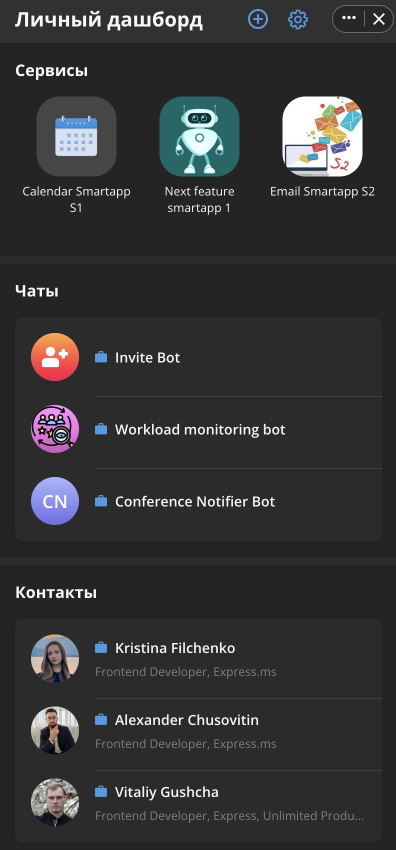 Личный дашборд
Сервисы
Calendar Smartapp
S1
Next feature
smartapp 1
S2
Email Smartapp S2
Чаты
Invite Bot
Workload monitoring bot
CN
Conference Notifier Bot
Контакты
Kristina Filchenko
Frontend Developer, Express.ms
Alexander Chusovitin
Frontend Developer, Express.ms
Vitaliy Gushcha
Frontend Developer, Express, Unlimited Produ...